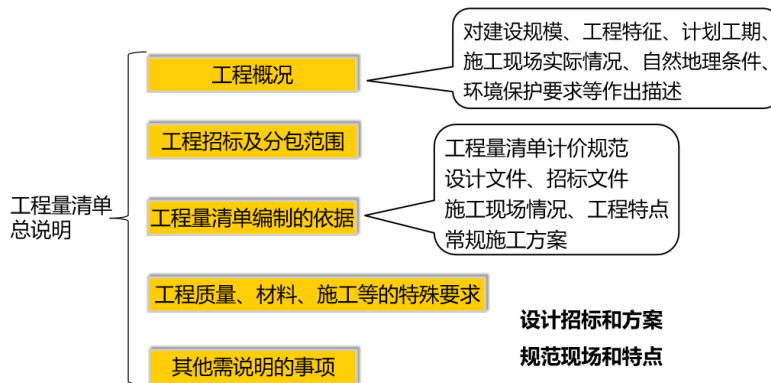 工程量清单
总说明
工程概况
对建设规模、工程特征、计划工期、
施工现场实际情况、自然地理条件、
环境保护要求等作出描述
工程招标及分包范围
工程量清单编制的依据
工程量清单计价规范
设计文件、招标文件
施工现场情况、工程特点
常规施工方案
工程质量、材料、施工等的特殊要求
其他需说明的事项
设计招标和方案
规范现场和特点